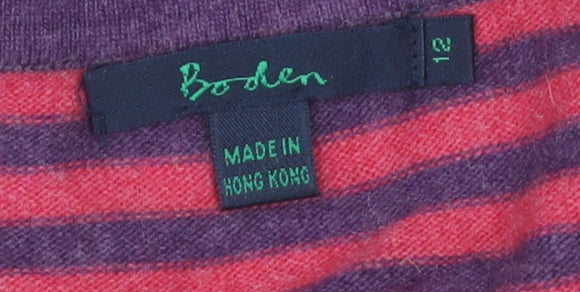 Boden
12
MADE IN
HONG KONG